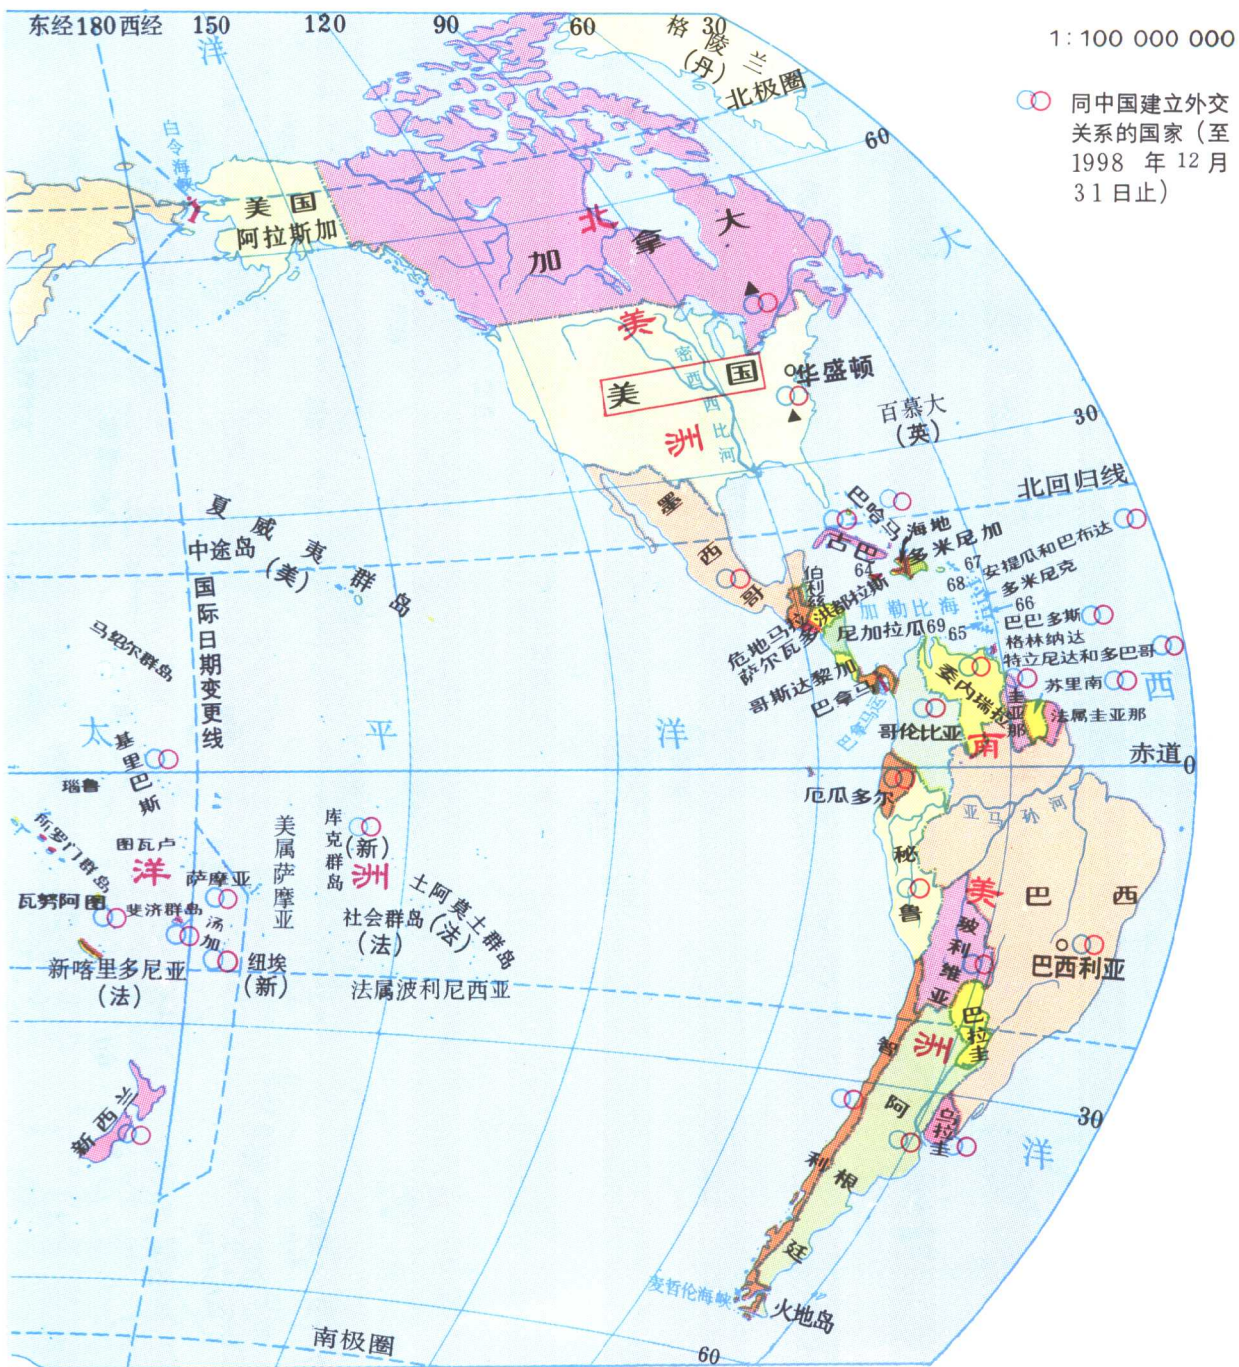 东经180西经 150 120 90 60 30
1:100 000 000
同中国建立外交
关系的国家(至
1998 年 12 月
31日止)
洋
格陵兰
(丹)
北极圈
60
白令海峡
美国
阿拉斯加
北
加拿大
大
美
密西西比河
美国
华盛顿
洲
百慕大
(英)
30
北回归线
夏威夷群岛
(美)
中途岛
国际日期变更线
墨西哥
巴哈马
古巴
海地
多米尼加
64
67
安提瓜和巴布达
68
多米尼克
66
伯利兹
洪都拉斯
加勒比海
巴巴多斯
危地马拉
萨尔瓦多
尼加拉瓜
69
65
格林纳达
特立尼达和多巴哥
哥斯达黎加
巴拿马
巴拿马运
委内瑞拉
圭亚那
苏里南
西
法属圭亚那
哥伦比亚
南
马绍尔群岛
太
平
洋
基里巴斯
赤道
0
瑙鲁
厄瓜多尔
亚马孙河
所罗门群岛
图瓦卢
洋
萨摩亚
美属萨摩亚
库克群岛
(新)
洲
秘鲁
美
巴西
瓦努阿图
斐济群岛
汤加
社会群岛
(法)
土阿莫土群岛
(法)
玻利维亚
巴西利亚
新喀里多尼亚
(法)
纽埃
(新)
法属波利尼西亚
巴拉圭
洲
智利
阿根廷
乌拉圭
30
洋
新西兰
麦哲伦海峡
火地岛
南极圈
60